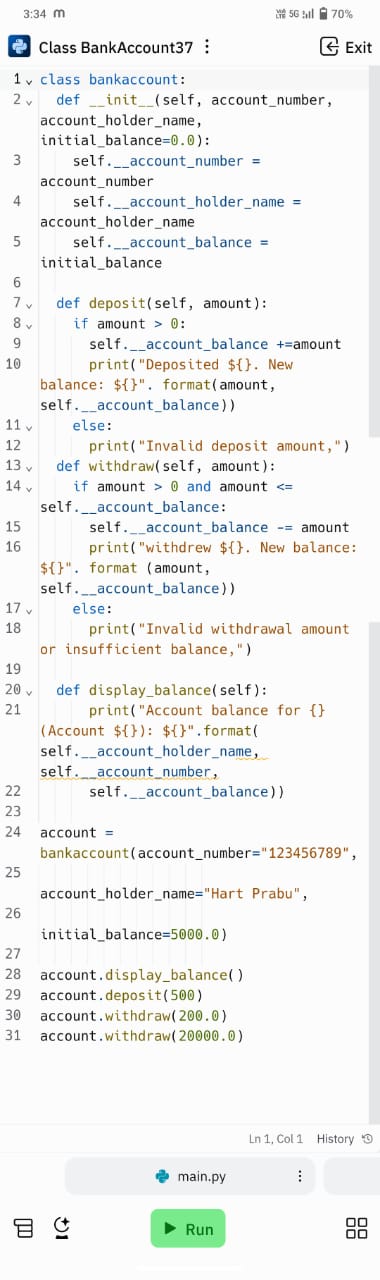 3:34 m
VoLTE 5G 70%
Class BankAccount37
Exit
1 class bankaccount:
2 def __init__(self, account_number,
account_holder_name,
initial_balance=0.0):
3 self.__account_number =
account_number
4 self.__account_holder_name =
account_holder_name
5 self.__account_balance =
initial_balance
6
7 def deposit(self, amount):
8 if amount > 0:
9 self.__account_balance +=amount
10 print("Deposited ${}. New
balance: ${}". format(amount,
self.__account_balance))
11 else:
12 print("Invalid deposit amount,")
13 def withdraw(self, amount):
14 if amount > 0 and amount <=
self.__account_balance:
15 self.__account_balance -= amount
16 print("withdrew ${}. New balance:
${}". format (amount,
self.__account_balance))
17 else:
18 print("Invalid withdrawal amount
or insufficient balance,")
19
20 def display_balance(self):
21 print("Account balance for {}
(Account ${}): ${}".format(
self.__account_holder_name,
self.__account_number,
22 self.__account_balance))
23
24 account =
bankaccount(account_number="123456789",
25
account_holder_name="Hart Prabu",
26
initial_balance=5000.0)
27
28 account.display_balance()
29 account.deposit(500)
30 account.withdraw(200.0)
31 account.withdraw(20000.0)
Ln 1, Col 1 History
main.py
Run